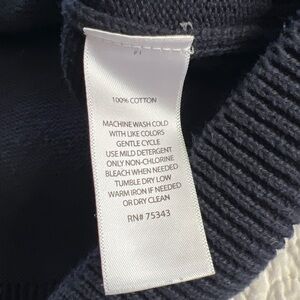 100% COTTON
MACHINE WASH COLD
WITH LIKE COLORS
GENTLE CYCLE
USE MILD DETERGENT
ONLY NON-CHLORINE
BLEACH WHEN NEEDED
TUMBLE DRY LOW
WARM IRON IF NEEDED
OR DRY CLEAN
RN# 75343